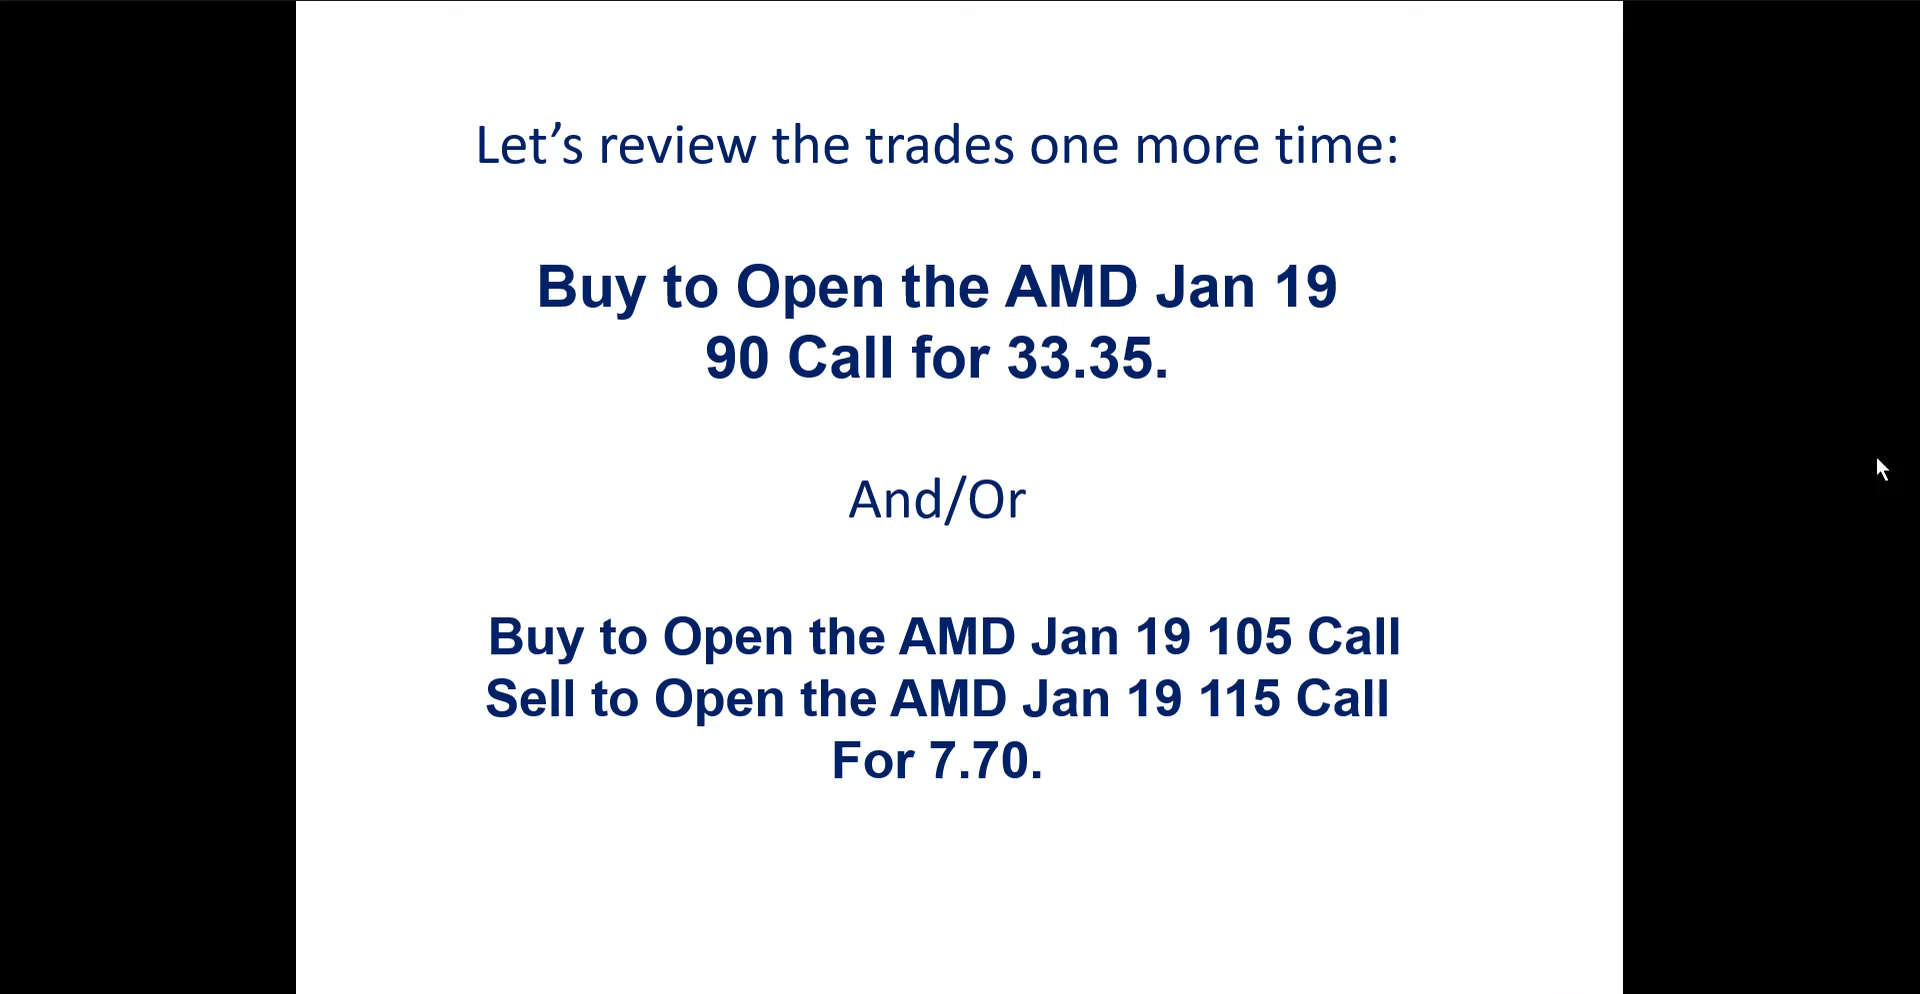 Let’s review the trades one more time:
Buy to Open the AMD Jan 19
90 Call for 33.35.
And/Or
Buy to Open the AMD Jan 19 105 Call
Sell to Open the AMD Jan 19 115 Call
For 7.70.